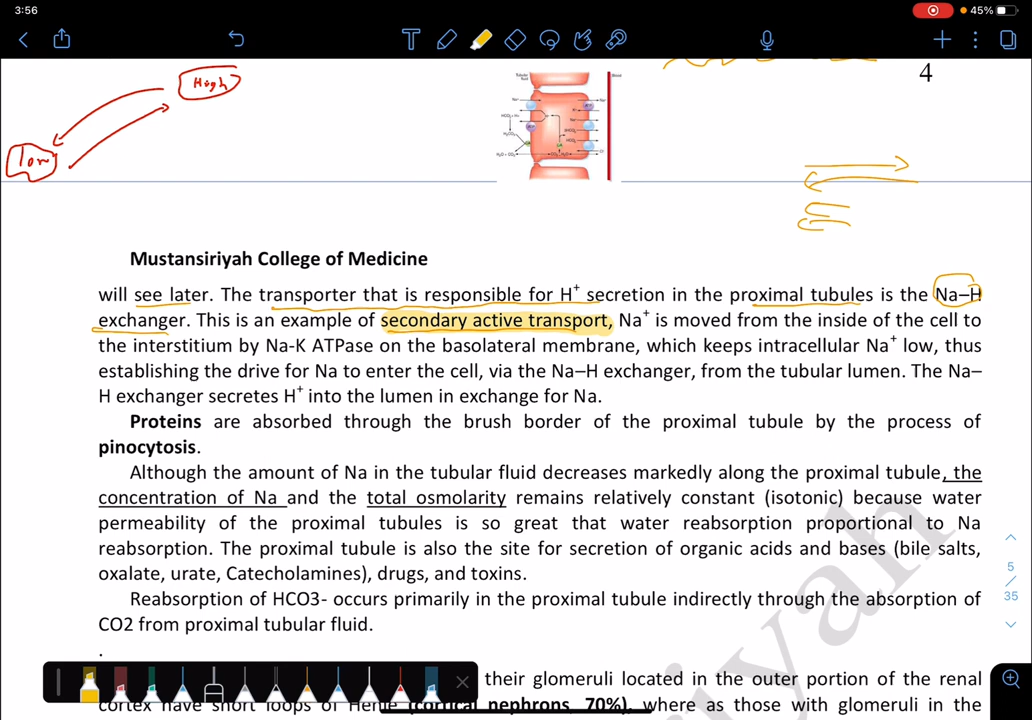 3:56
45%
T
High
4
low
Mustansiriyah College of Medicine
will see later. The transporter that is responsible for H+ secretion in the proximal tubules is the Na–H
exchanger. This is an example of secondary active transport, Na+ is moved from the inside of the cell to
the interstitium by Na-K ATPase on the basolateral membrane, which keeps intracellular Na+ low, thus
establishing the drive for Na to enter the cell, via the Na–H exchanger, from the tubular lumen. The Na–
H exchanger secretes H+ into the lumen in exchange for Na.
Proteins are absorbed through the brush border of the proximal tubule by the process of
pinocytosis.
Although the amount of Na in the tubular fluid decreases markedly along the proximal tubule, the
concentration of Na and the total osmolarity remains relatively constant (isotonic) because water
permeability of the proximal tubules is so great that water reabsorption proportional to Na
reabsorption. The proximal tubule is also the site for secretion of organic acids and bases (bile salts,
oxalate, urate, Catecholamines), drugs, and toxins.
Reabsorption of HCO3- occurs primarily in the proximal tubule indirectly through the absorption of
CO2 from proximal tubular fluid.
.
their glomeruli located in the outer portion of the renal
cortex have short loops of Henle (cortical nephrons, 70%), where as those with glomeruli in the
5
/
35
riyah